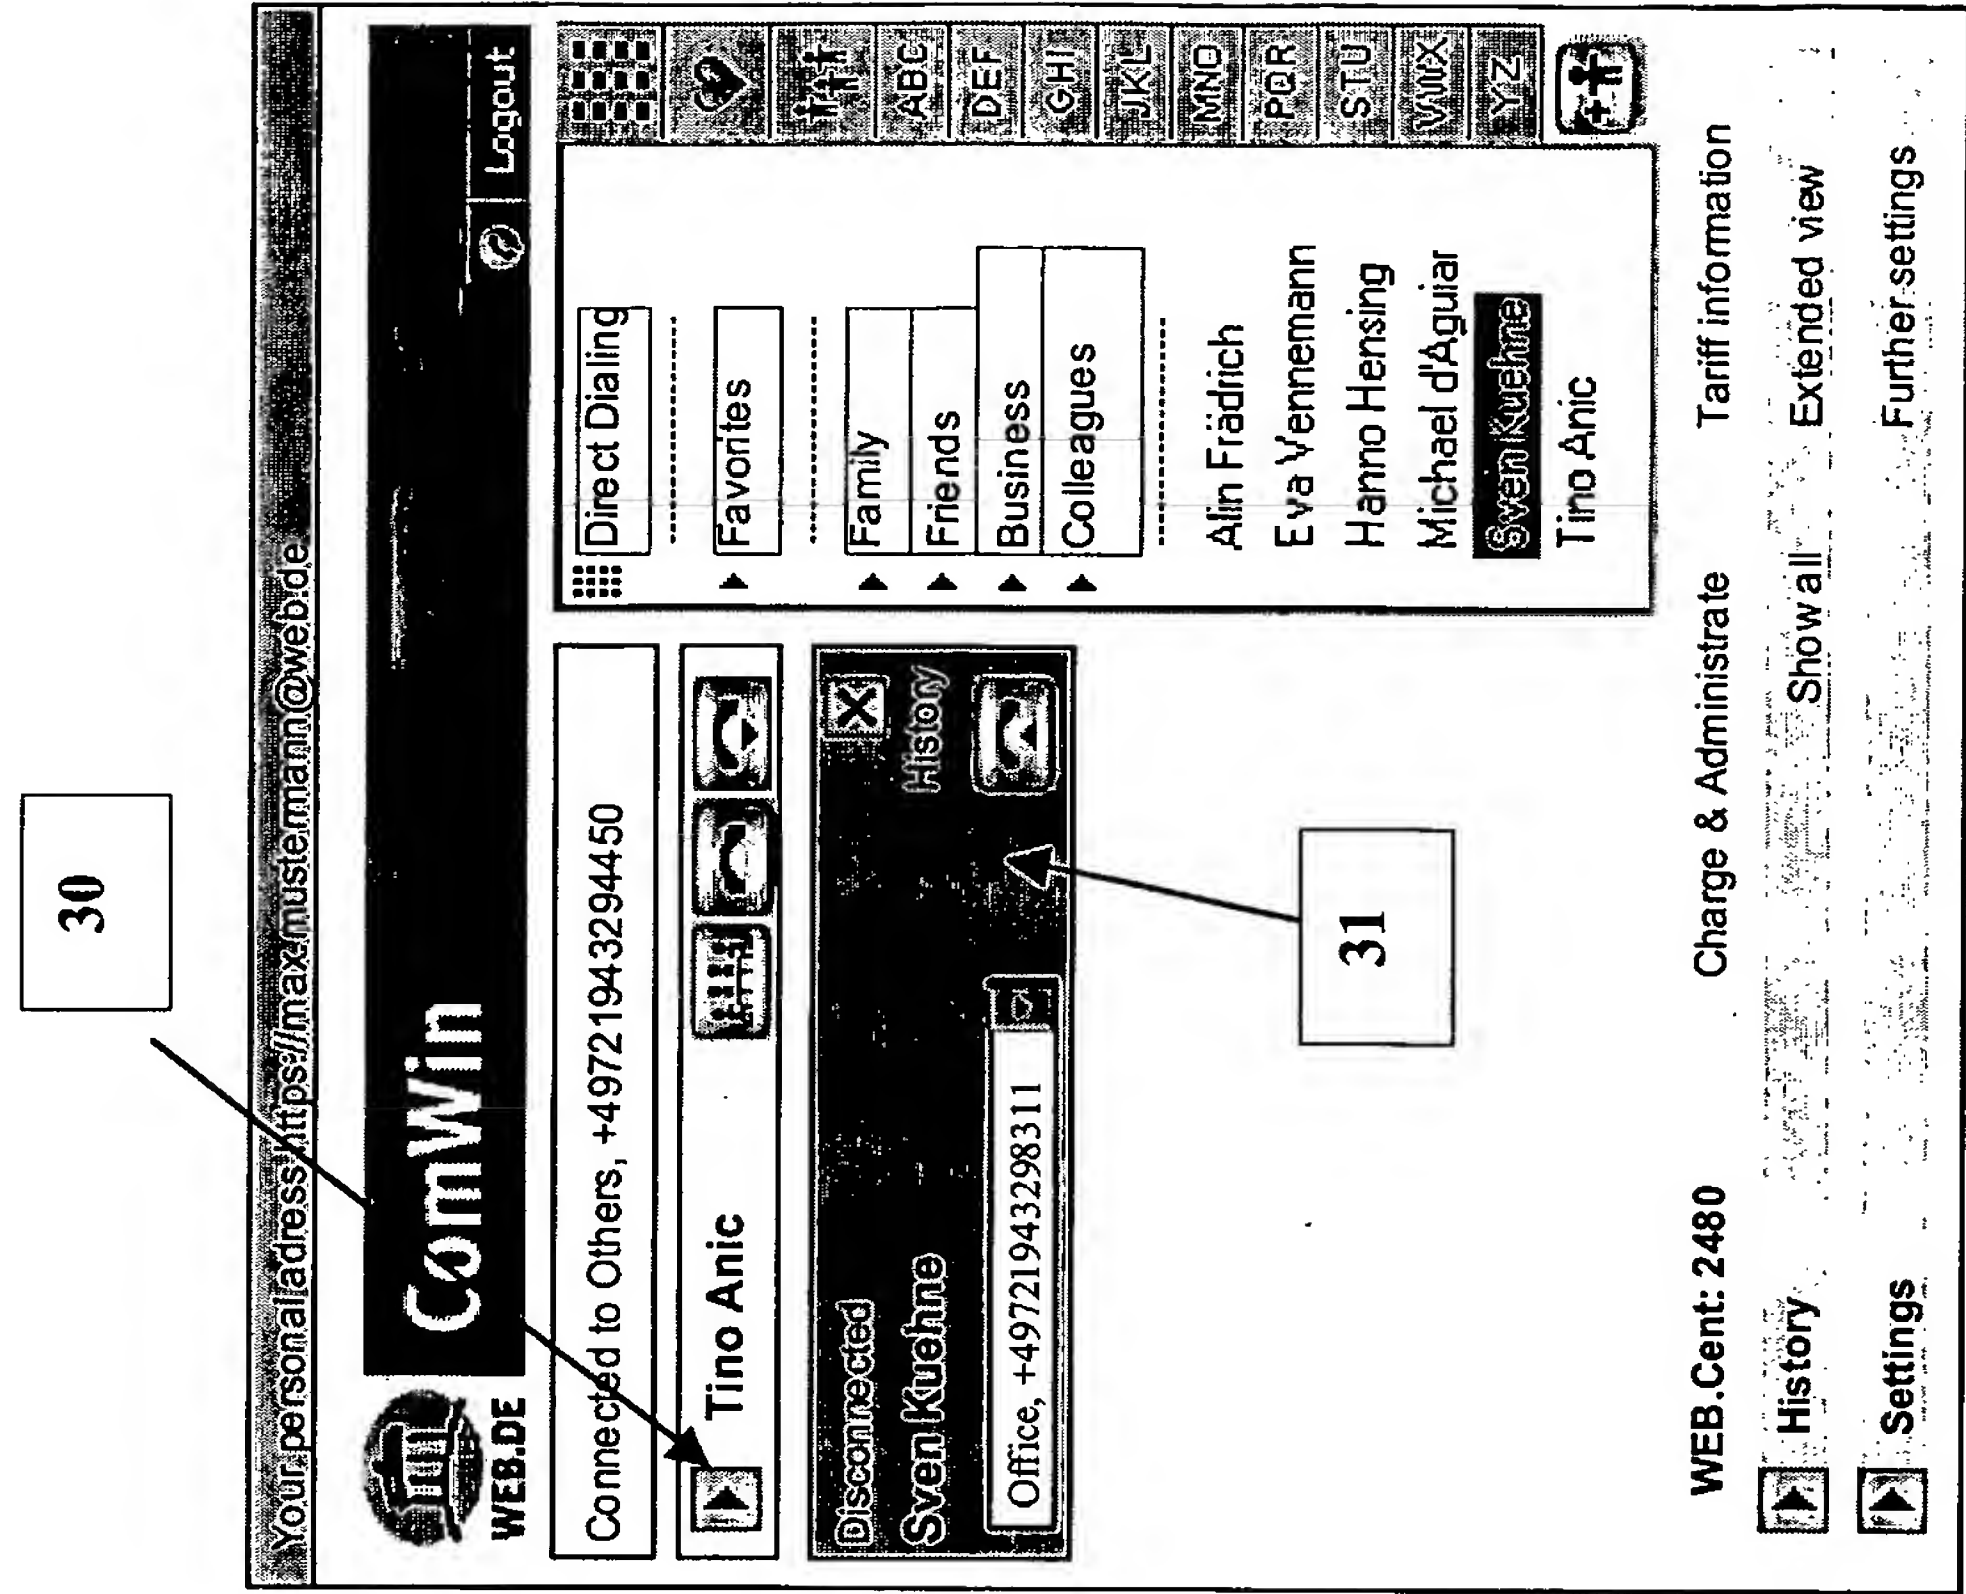 30
Your personal adress https://max.mustermann@web.de
WEB.DE
ComWin
Logout
Connected to Others, +49721943294450
Tino Anic
Disconnected
Sven Kuehne
History
Office, +49721943298311
31
Direct Dialing
Favorites
Family
Friends
Business
Colleagues
Alin Frädrich
Eva Vennemann
Hanno Hensing
Michael d'Aguiar
Sven Kuehne
Tino Anic
ABC
DEF
GHI
JKL
MNO
PQR
STU
VWX
YZ
WEB.Cent: 2480
Charge & Administrate
Tariff information
History
Show all
Extended view
Settings
Further settings